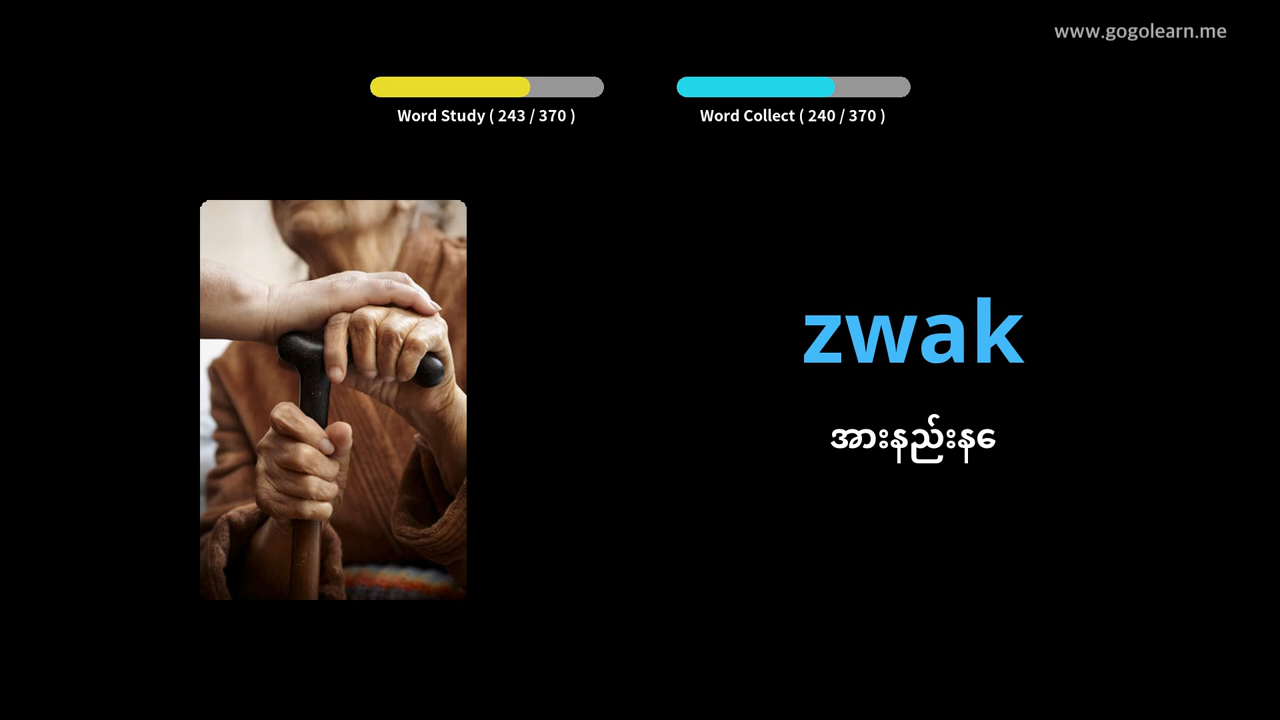 www.gogolearn.me
Word Study ( 243 / 370 )
Word Collect ( 240 / 370 )
zwak
အားနည်းနေ